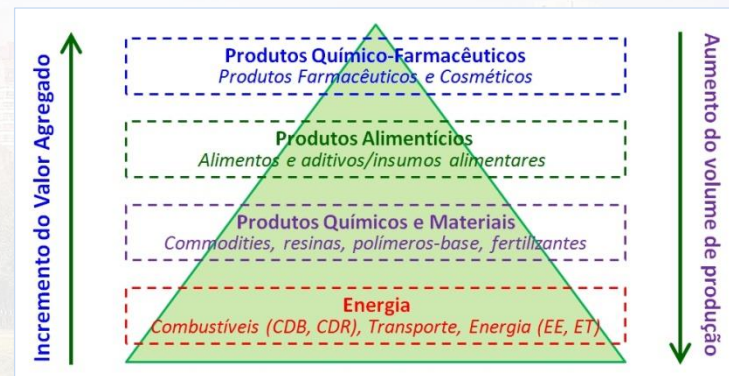 Incremento do Valor Agregado
Produtos Químico-Farmacêuticos
Produtos Farmacêuticos e Cosméticos
Produtos Alimentícios
Alimentos e aditivos/insumos alimentares
Produtos Químicos e Materiais
Commodities, resinas, polímeros-base, fertilizantes
Energia
Combustíveis (CDB, CDR), Transporte, Energia (EE, ET)
Aumento do volume de produção